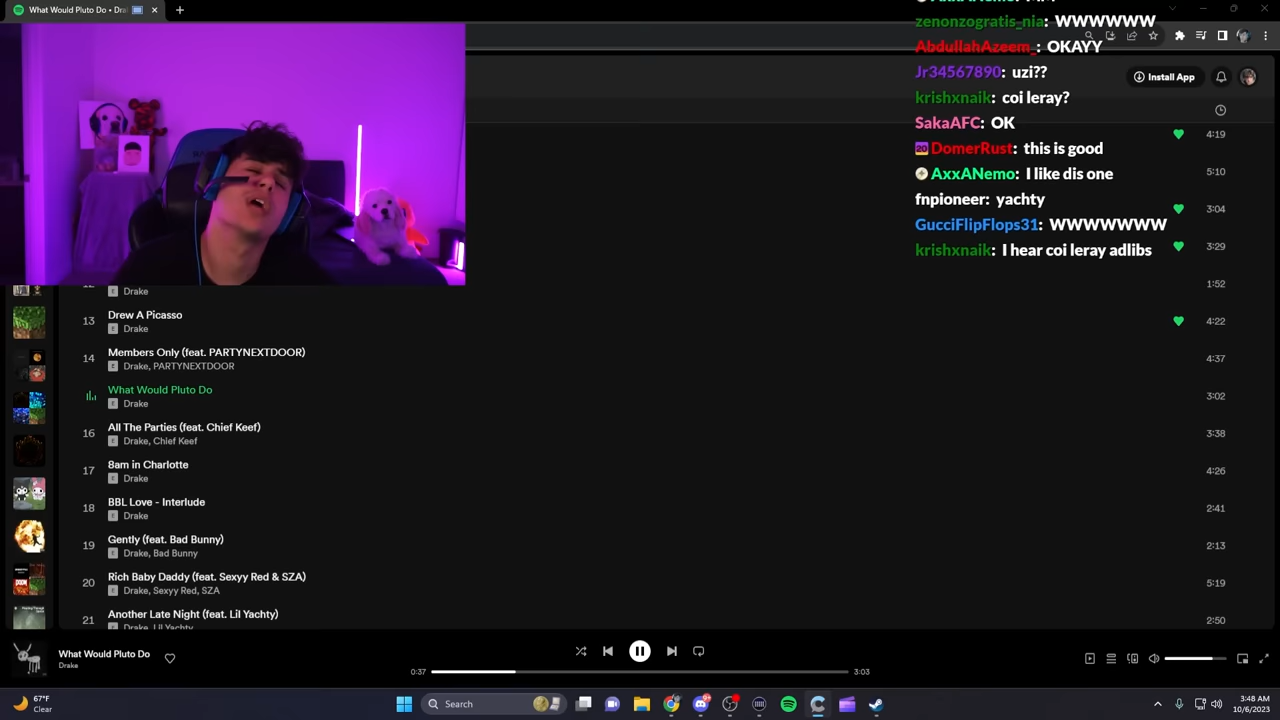 What Would Pluto Do • Dra
zenonzogratis_nia: WWWWWW
AbdullahAzeem_: OKAYY
Jr34567890: uzi??
krishxnaik: coi leray?
SakaAFC: OK
DomerRust: this is good
AxxANemo: I like dis one
fnpioneer: yachty
GucciFlipFlops31: WWWWWWW
krishxnaik: I hear coi leray adlibs
Install App
4:19
5:10
3:04
3:29
E Drake
1:52
13 Drew A Picasso
E Drake
4:22
14 Members Only (feat. PARTYNEXTDOOR)
E Drake, PARTYNEXTDOOR
4:37
What Would Pluto Do
E Drake
3:02
16 All The Parties (feat. Chief Keef)
E Drake, Chief Keef
3:38
17 8am in Charlotte
E Drake
4:26
18 BBL Love - Interlude
E Drake
2:41
19 Gently (feat. Bad Bunny)
E Drake, Bad Bunny
2:13
20 Rich Baby Daddy (feat. Sexyy Red & SZA)
E Drake, Sexyy Red, SZA
5:19
21 Another Late Night (feat. Lil Yachty)
E Drake, Lil Yachty
2:50
What Would Pluto Do
Drake
0:37
3:03
67°F
Clear
Search
3:48 AM
10/6/2023